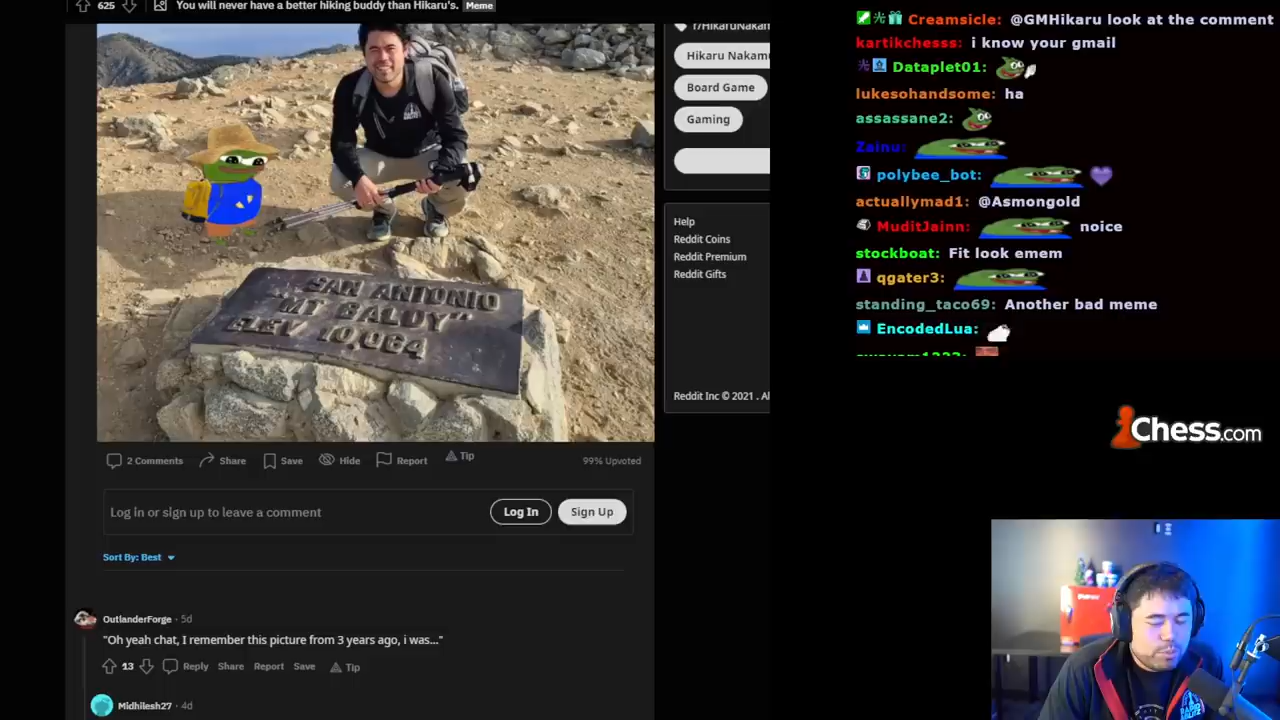 625 You will never have a better hiking buddy than Hikaru's. Meme
SAN ANTONIO
"MT BALDY"
ELEV 10,064
2 Comments Share Save Hide Report Tip 99% Upvoted
Log in or sign up to leave a comment Log In Sign Up
Sort By: Best
OutlanderForge · 5d
"Oh yeah chat, I remember this picture from 3 years ago, i was..."
13 Reply Share Report Save Tip
Midhilesh27 · 4d
Hikaru
Board Game
Gaming
Help
Reddit Coins
Reddit Premium
Reddit Gifts
Reddit Inc © 2021 .
Creamsicle: @GMHikaru look at the comment
kartikchesss: i know your gmail
Dataplet01:
lukesohandsome: ha
assassane2:
Zainu:
polybee_bot:
actuallymad1: @Asmongold
MuditJainn: noice
stockboat: Fit look emem
qgater3:
standing_taco69: Another bad meme
EncodedLua:
Chess.com